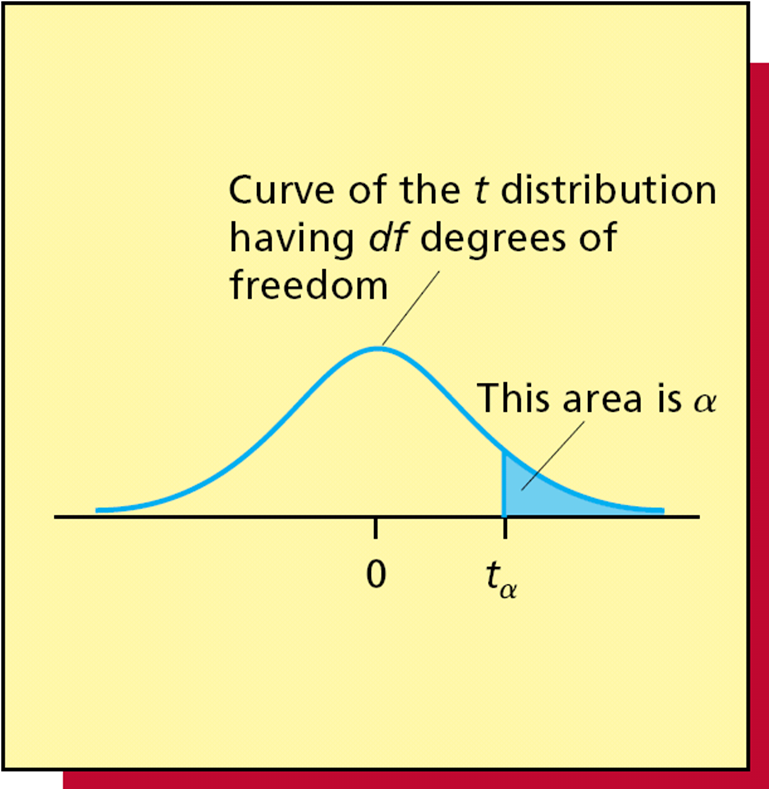 Curve of the t distribution
having df degrees of
freedom
This area is α
0
tα